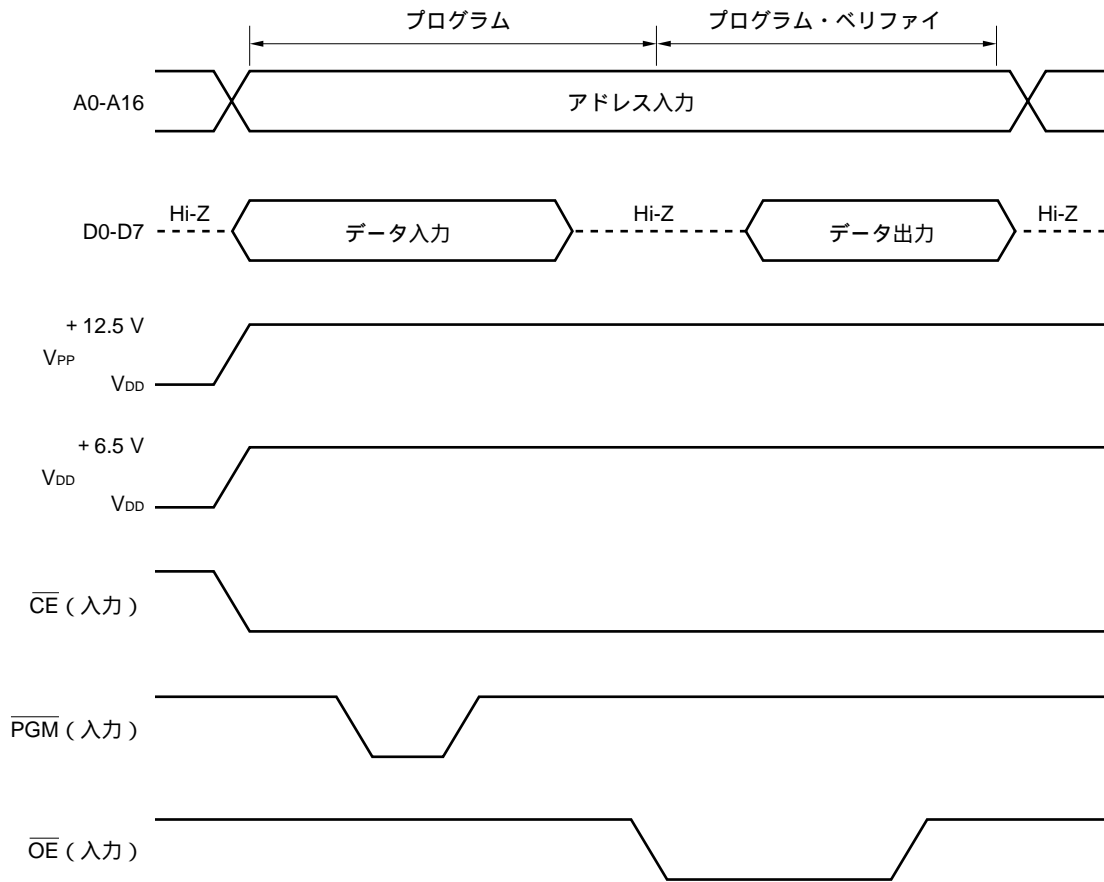 プログラム
プログラム・ベリファイ
A0-A16
アドレス入力
D0-D7
Hi-Z
データ入力
Hi-Z
データ出力
Hi-Z
+ 12.5 V
VPP
VDD
+ 6.5 V
VDD
VDD
CE ( 入力 )
PGM ( 入力 )
OE ( 入力 )